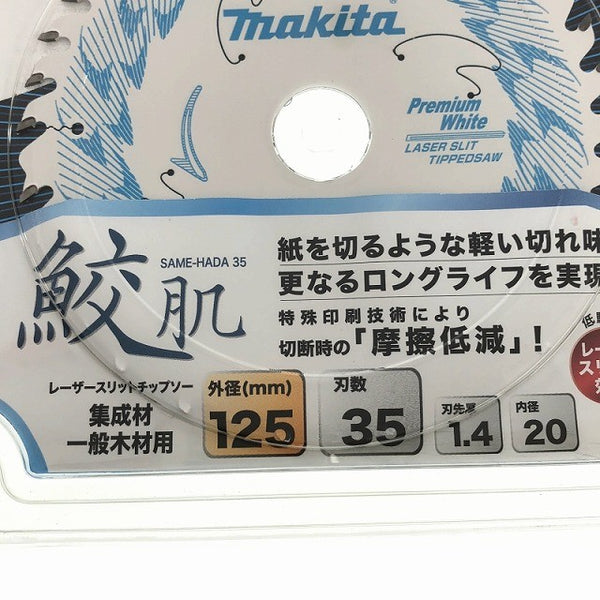 makita
Premium
White
LASER SLIT
TIPPEDSAW
鮫肌
SAME-HADA 35
紙を切るような軽い切れ味
更なるロングライフを実現
特殊印刷技術により
切断時の「摩擦低減」!
レーザースリットチップソー
集成材
一般木材用
外径(mm)
125
刃数
35
刃先厚
1.4
内径
20